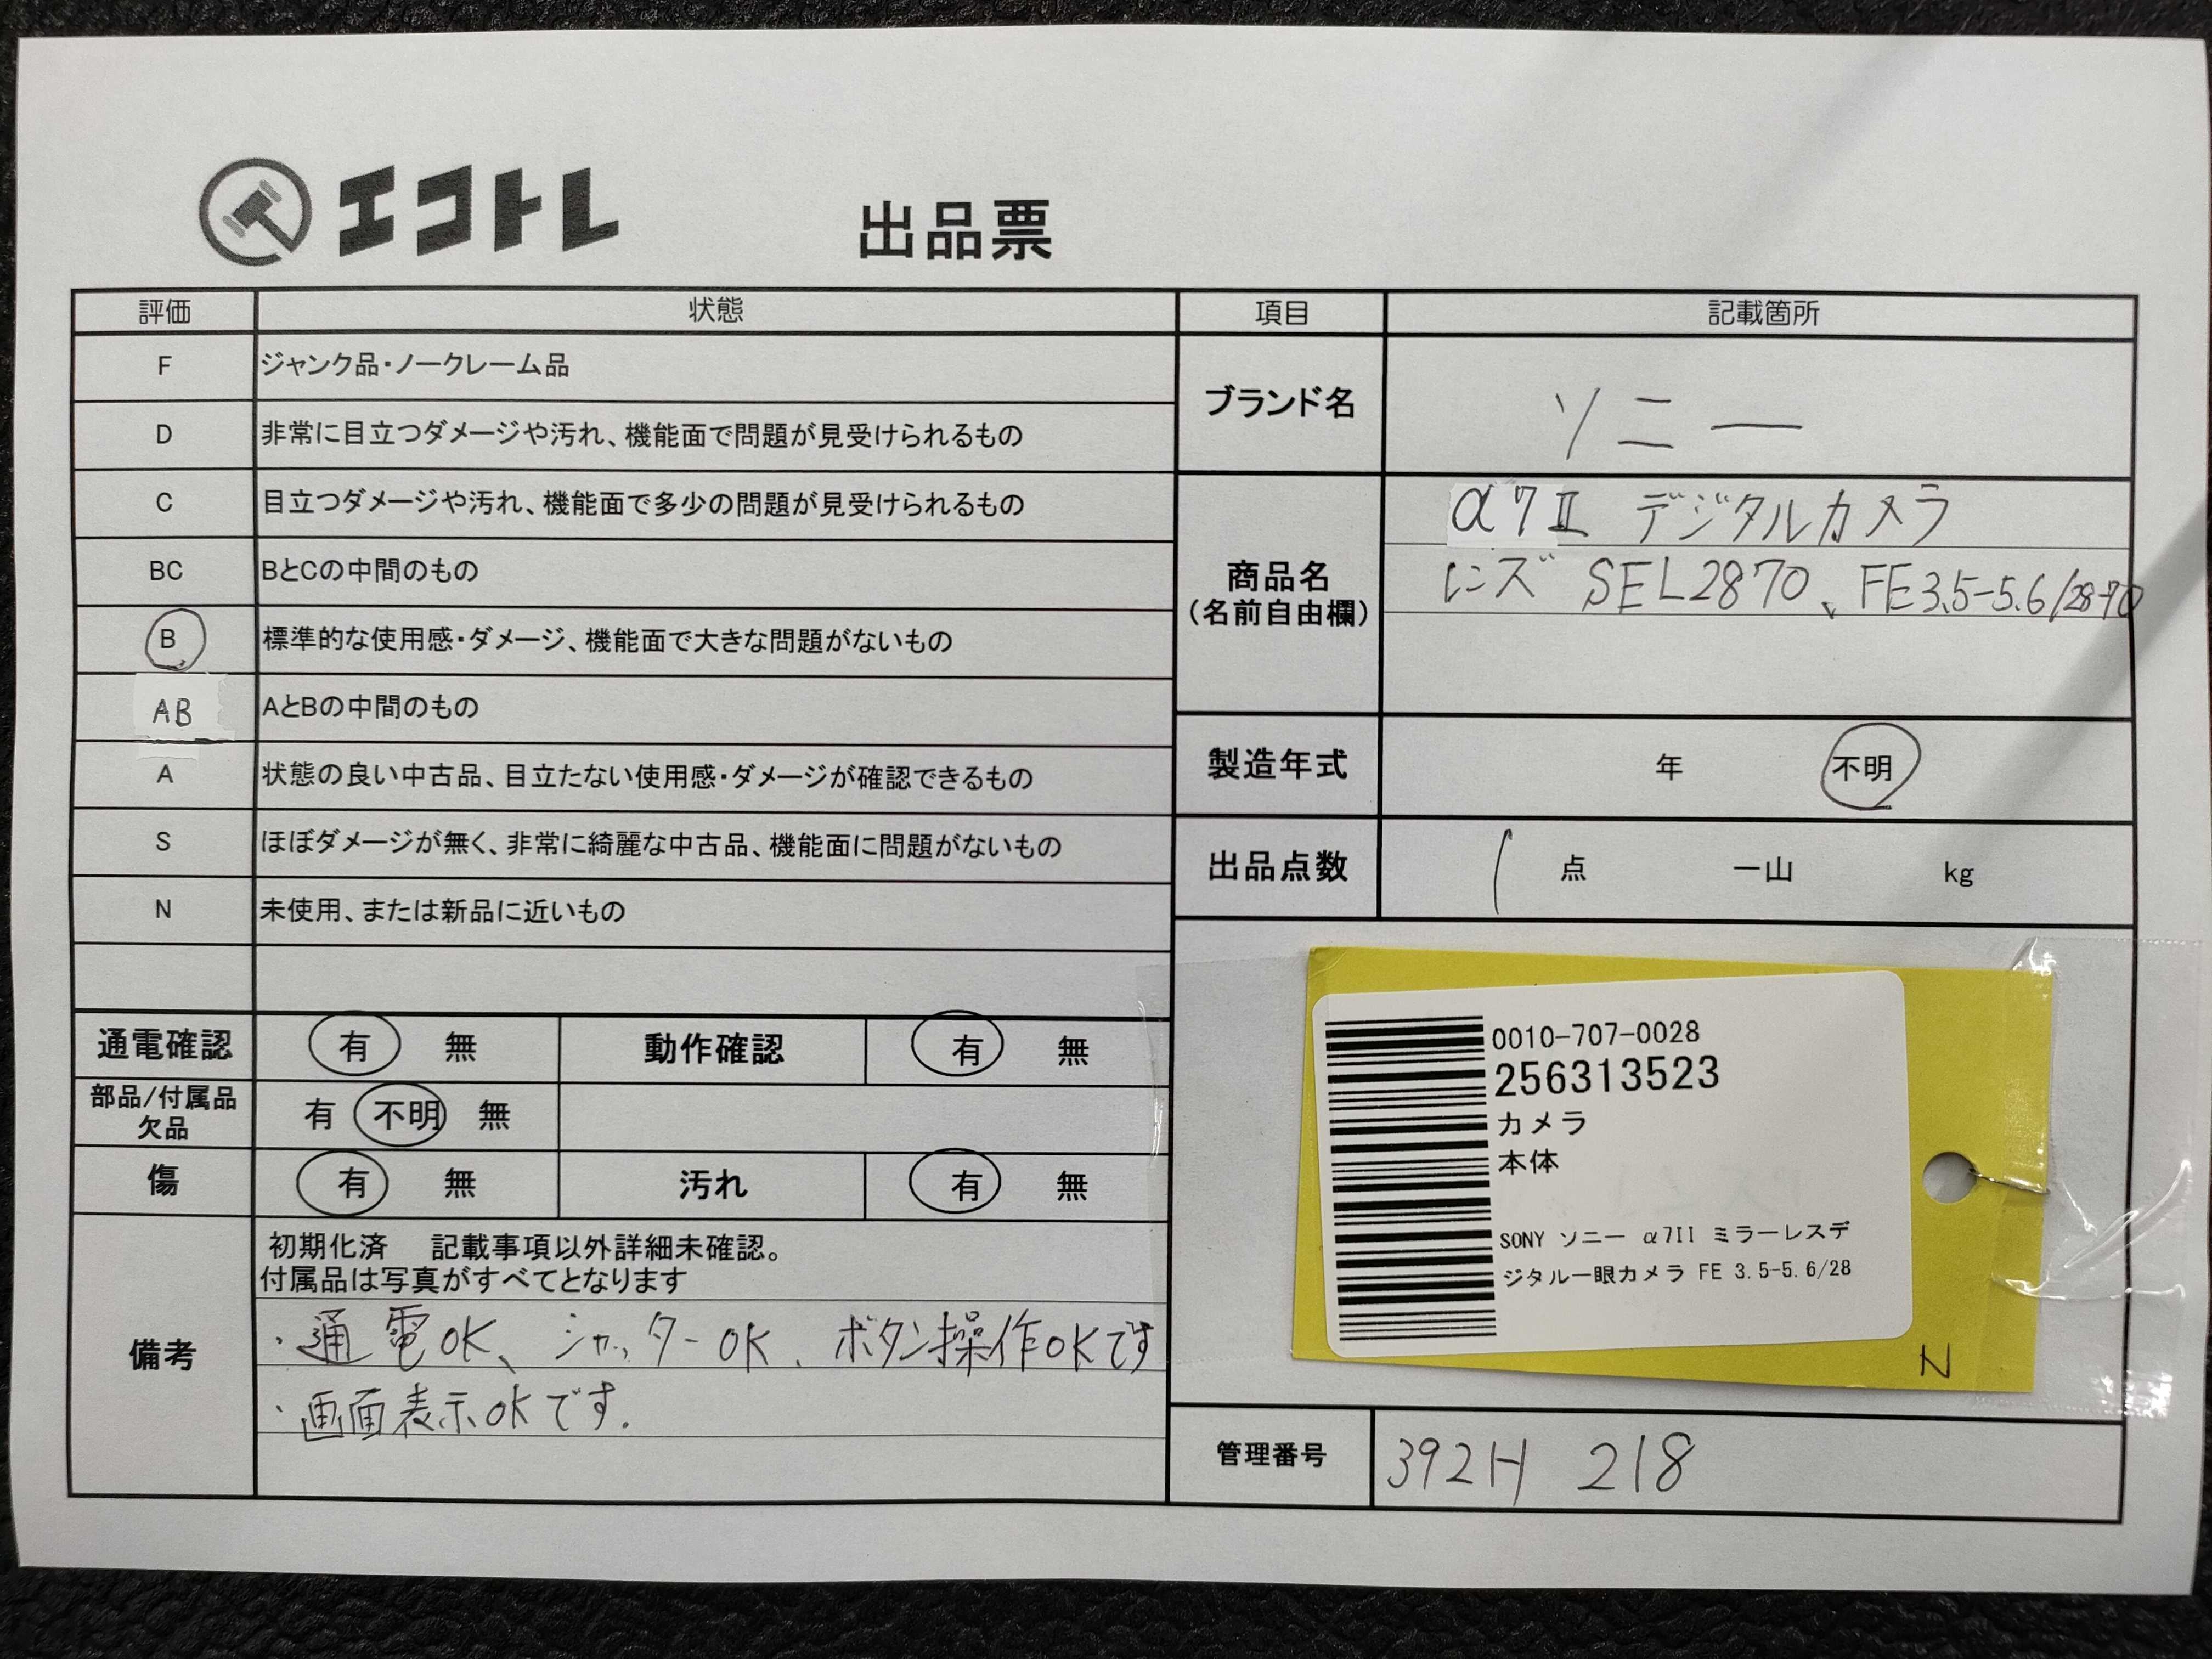 エコトレ
出品票
評価 状態
F ジャンク品・ノークレーム品
D 非常に目立つダメージや汚れ、機能面で問題が見受けられるもの
C 目立つダメージや汚れ、機能面で多少の問題が見受けられるもの
BC BとCの中間のもの
B 標準的な使用感・ダメージ、機能面で大きな問題がないもの
AB AとBの中間のもの
A 状態の良い中古品、目立たない使用感・ダメージが確認できるもの
S ほぼダメージが無く、非常に綺麗な中古品、機能面に問題がないもの
N 未使用、または新品に近いもの
通電確認 有 無 動作確認 有 無
部品/付属品
欠品
有 不明 無
傷 有 無 汚れ 有 無
備考
初期化済 記載事項以外詳細未確認。
付属品は写真がすべてとなります
・通電OK、シャッターOK、ボタン操作OKです
・画面表示OKです.
項目 記載箇所
ブランド名 ソニー
商品名
(名前自由欄)
α7Ⅱ デジタルカメラ
レンズ SEL2870、FE3.5-5.6/28-70
製造年式 年 不明
出品点数 1 点 一山 kg
0010-707-0028
256313523
カメラ
本体
SONY ソニー α7II ミラーレスデ
ジタル一眼カメラ FE 3.5-5.6/28
N
管理番号 392H 218